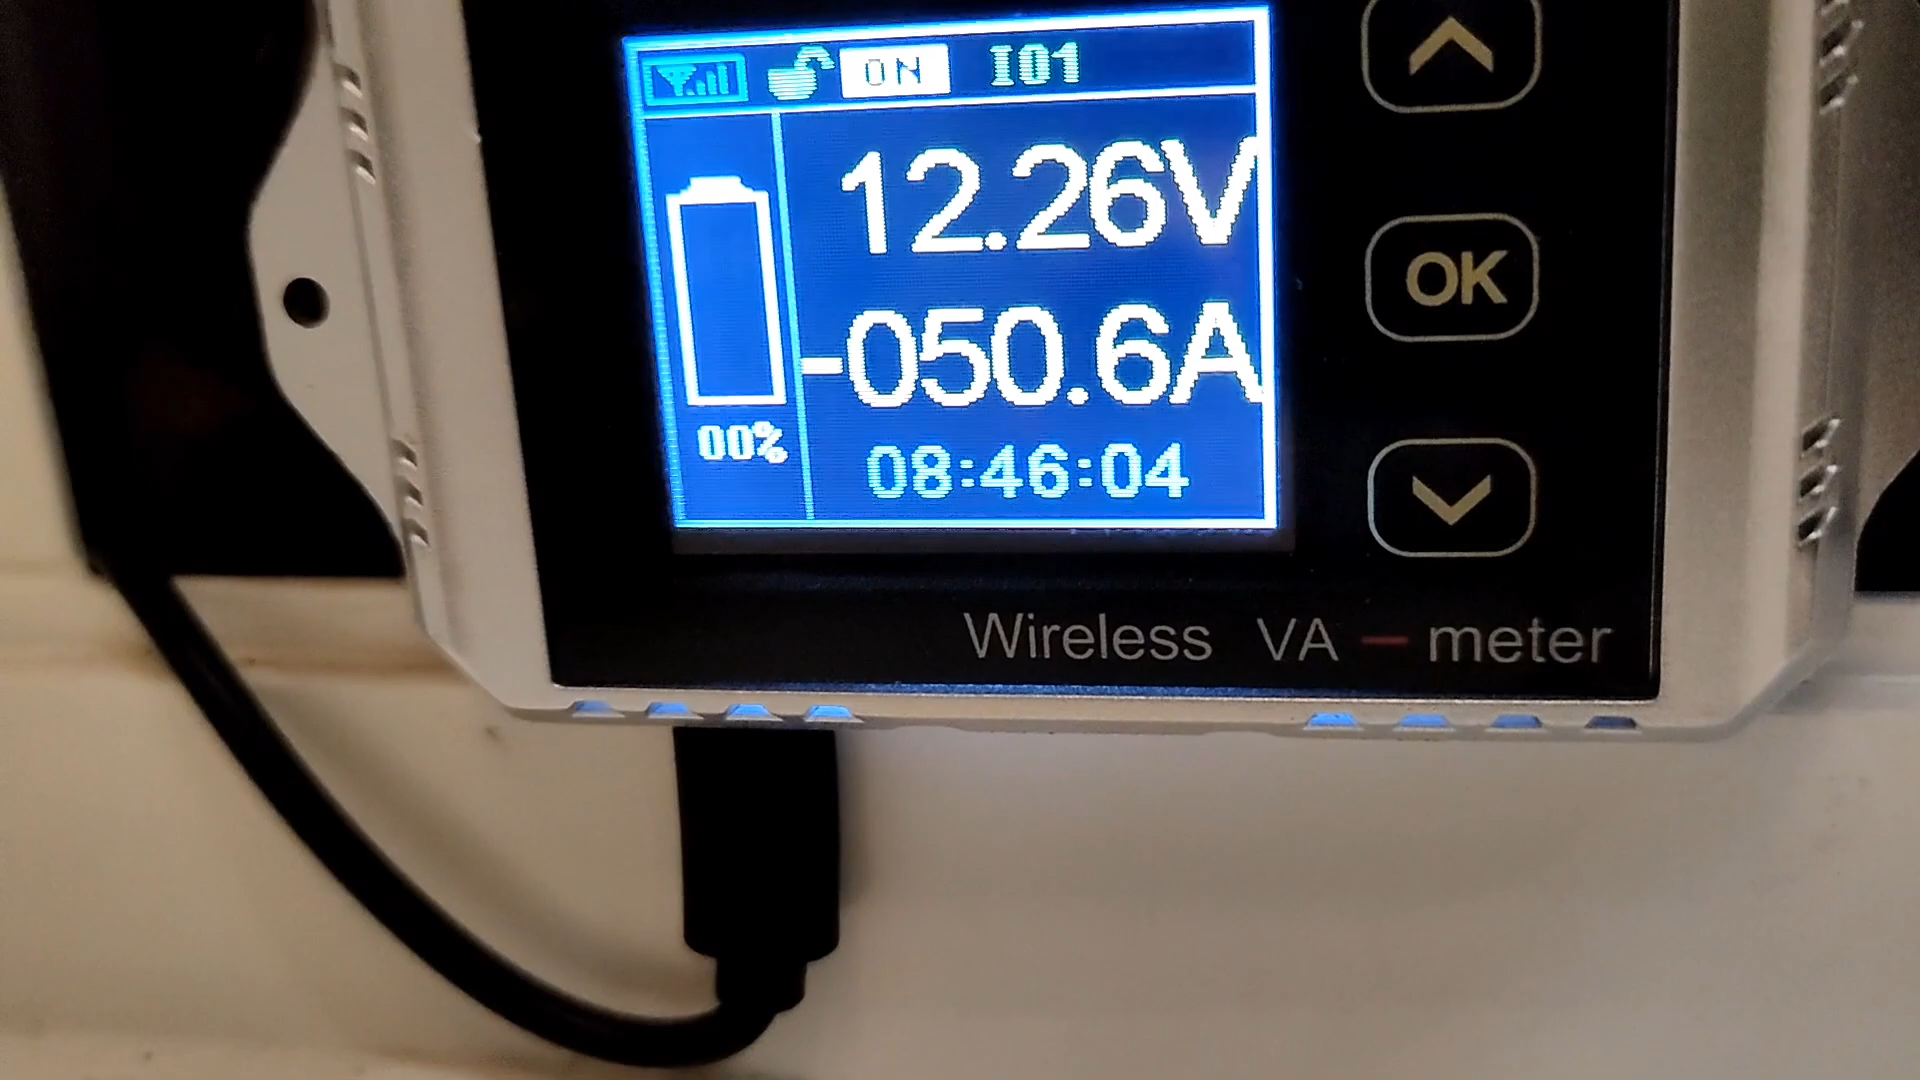 ON I01
12.26V
-050.6A
00%
08:46:04
OK
Wireless VA - meter